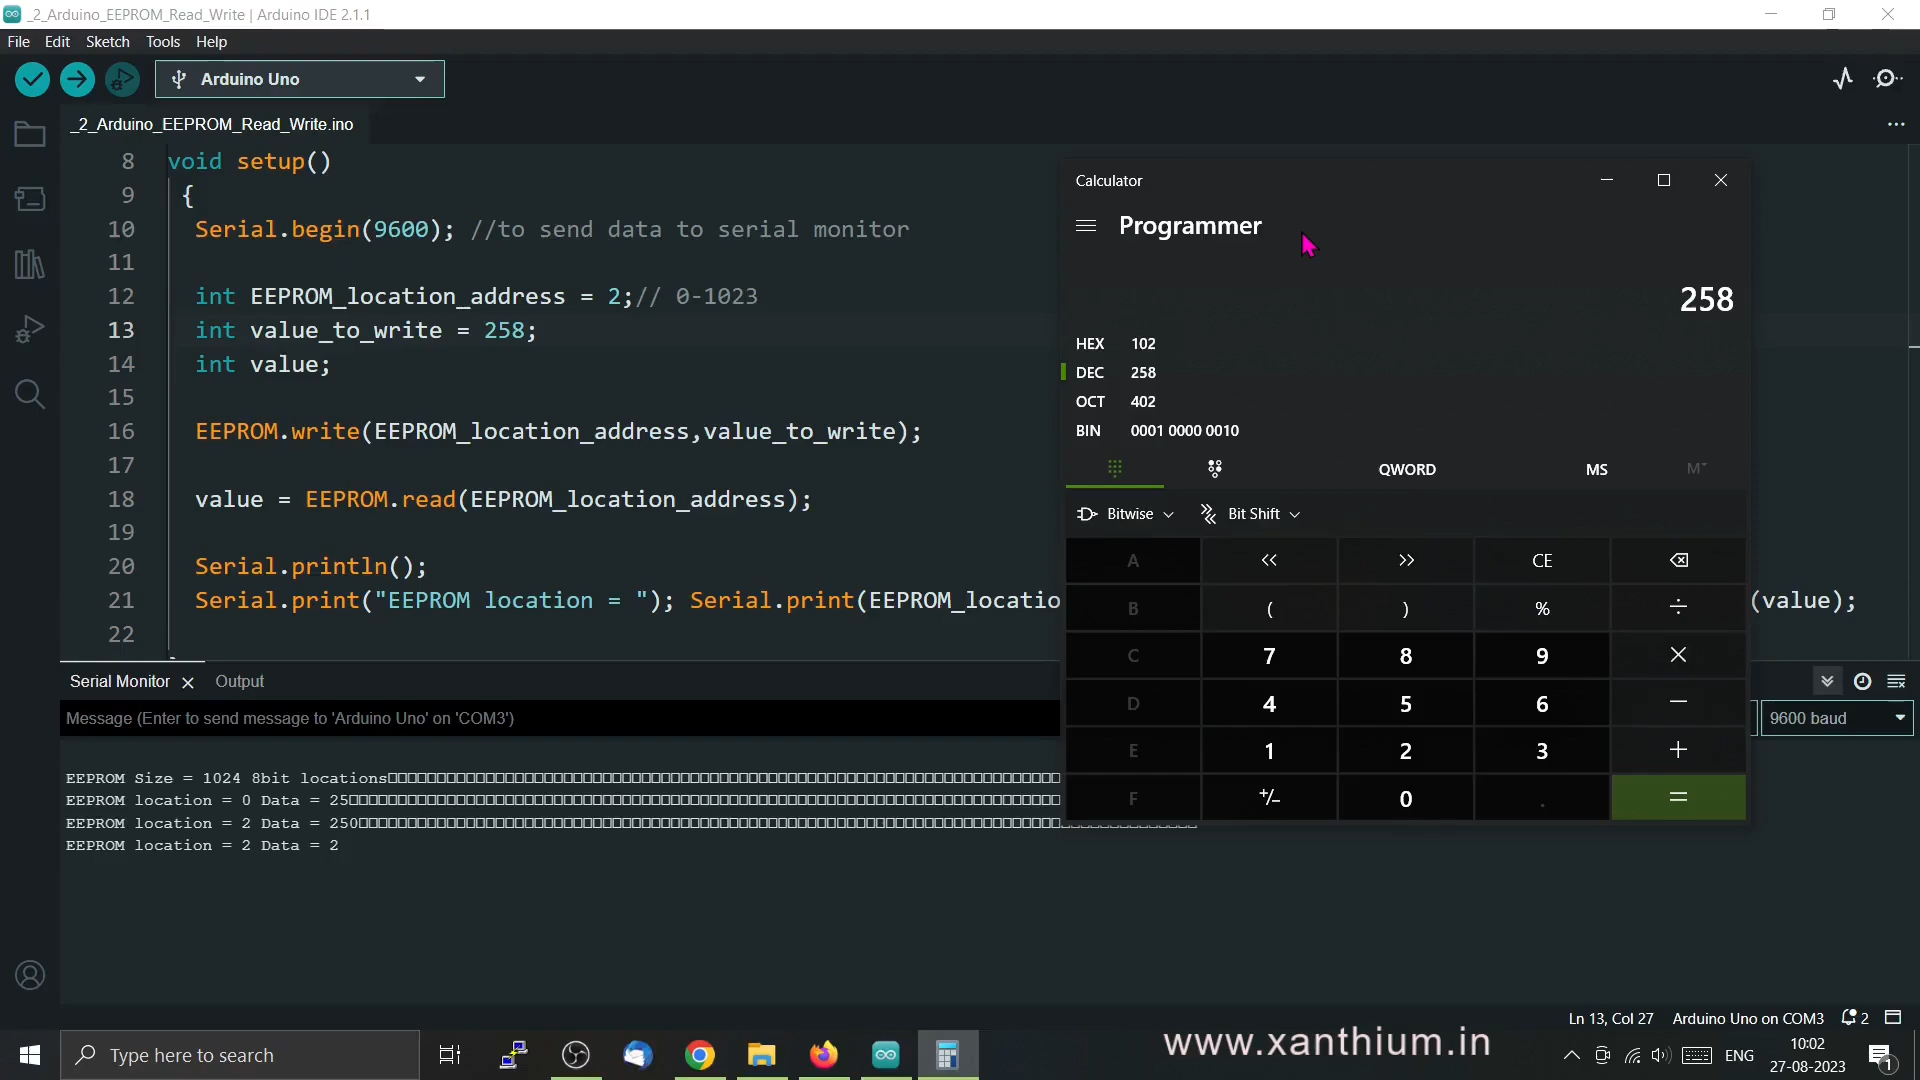 _2_Arduino_EEPROM_Read_Write | Arduino IDE 2.1.1
File Edit Sketch Tools Help
Arduino Uno
_2_Arduino_EEPROM_Read_Write.ino
8 void setup()
9 {
10 Serial.begin(9600); //to send data to serial monitor
11
12 int EEPROM_location_address = 2;// 0-1023
13 int value_to_write = 258;
14 int value;
15
16 EEPROM.write(EEPROM_location_address,value_to_write);
17
18 value = EEPROM.read(EEPROM_location_address);
19
20 Serial.println();
21 Serial.print("EEPROM location = "); Serial.print(EEPROM_locatio (value);
22
Calculator
Programmer
258
HEX 102
DEC 258
OCT 402
BIN 0001 0000 0010
QWORD MS M
Bitwise Bit Shift
A << >> CE
B ( ) % ÷
C 7 8 9 ×
D 4 5 6 −
E 1 2 3 +
F +/− 0 . =
Serial Monitor Output
Message (Enter to send message to 'Arduino Uno' on 'COM3')
9600 baud
EEPROM Size = 1024 8bit locations
EEPROM location = 0 Data = 25
EEPROM location = 2 Data = 250
EEPROM location = 2 Data = 2
Ln 13, Col 27 Arduino Uno on COM3 2
Type here to search
www.xanthium.in
ENG
10:02
27-08-2023
1